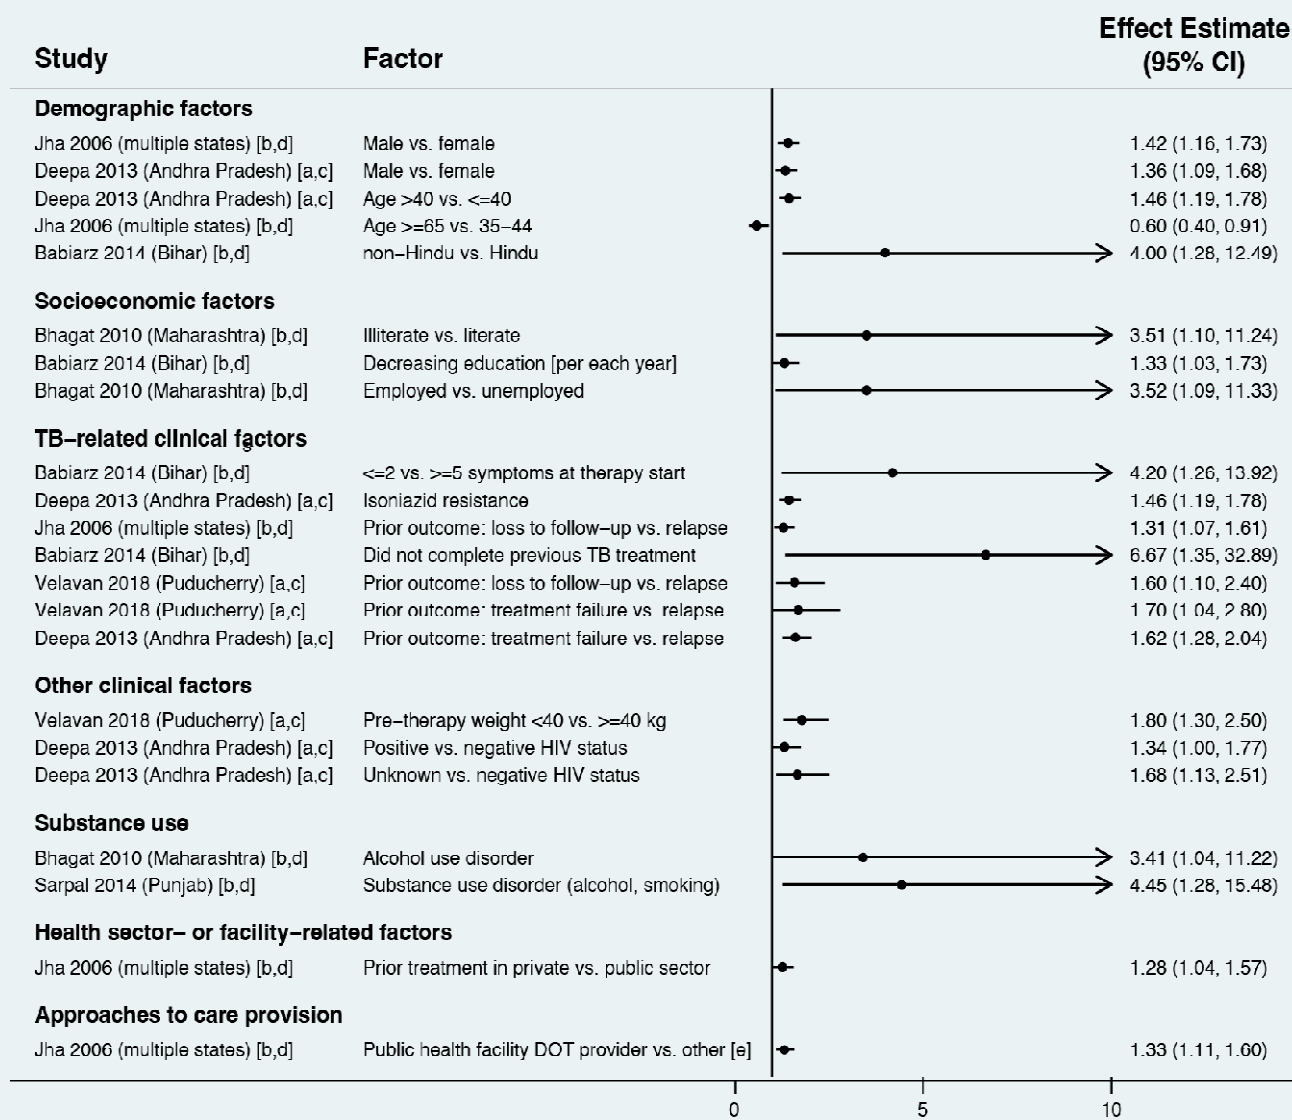 Effect Estimate
Study Factor (95% CI)
Demographic factors
Jha 2006 (multiple states) [b,d] Male vs. female 1.42 (1.16, 1.73)
Deepa 2013 (Andhra Pradesh) [a,c] Male vs. female 1.36 (1.09, 1.68)
Deepa 2013 (Andhra Pradesh) [a,c] Age >40 vs. <=40 1.46 (1.19, 1.78)
Jha 2006 (multiple states) [b,d] Age >=65 vs. 35−44 0.60 (0.40, 0.91)
Babiarz 2014 (Bihar) [b,d] non−Hindu vs. Hindu 4.00 (1.28, 12.49)
Socioeconomic factors
Bhagat 2010 (Maharashtra) [b,d] Illiterate vs. literate 3.51 (1.10, 11.24)
Babiarz 2014 (Bihar) [b,d] Decreasing education [per each year] 1.33 (1.03, 1.73)
Bhagat 2010 (Maharashtra) [b,d] Employed vs. unemployed 3.52 (1.09, 11.33)
TB−related clinical factors
Babiarz 2014 (Bihar) [b,d] <=2 vs. >=5 symptoms at therapy start 4.20 (1.26, 13.92)
Deepa 2013 (Andhra Pradesh) [a,c] Isoniazid resistance 1.46 (1.19, 1.78)
Jha 2006 (multiple states) [b,d] Prior outcome: loss to follow−up vs. relapse 1.31 (1.07, 1.61)
Babiarz 2014 (Bihar) [b,d] Did not complete previous TB treatment 6.67 (1.35, 32.89)
Velavan 2018 (Puducherry) [a,c] Prior outcome: loss to follow−up vs. relapse 1.60 (1.10, 2.40)
Velavan 2018 (Puducherry) [a,c] Prior outcome: treatment failure vs. relapse 1.70 (1.04, 2.80)
Deepa 2013 (Andhra Pradesh) [a,c] Prior outcome: treatment failure vs. relapse 1.62 (1.28, 2.04)
Other clinical factors
Velavan 2018 (Puducherry) [a,c] Pre−therapy weight <40 vs. >=40 kg 1.80 (1.30, 2.50)
Deepa 2013 (Andhra Pradesh) [a,c] Positive vs. negative HIV status 1.34 (1.00, 1.77)
Deepa 2013 (Andhra Pradesh) [a,c] Unknown vs. negative HIV status 1.68 (1.13, 2.51)
Substance use
Bhagat 2010 (Maharashtra) [b,d] Alcohol use disorder 3.41 (1.04, 11.22)
Sarpal 2014 (Punjab) [b,d] Substance use disorder (alcohol, smoking) 4.45 (1.28, 15.48)
Health sector− or facility−related factors
Jha 2006 (multiple states) [b,d] Prior treatment in private vs. public sector 1.28 (1.04, 1.57)
Approaches to care provision
Jha 2006 (multiple states) [b,d] Public health facility DOT provider vs. other [e] 1.33 (1.11, 1.60)
0 5 10